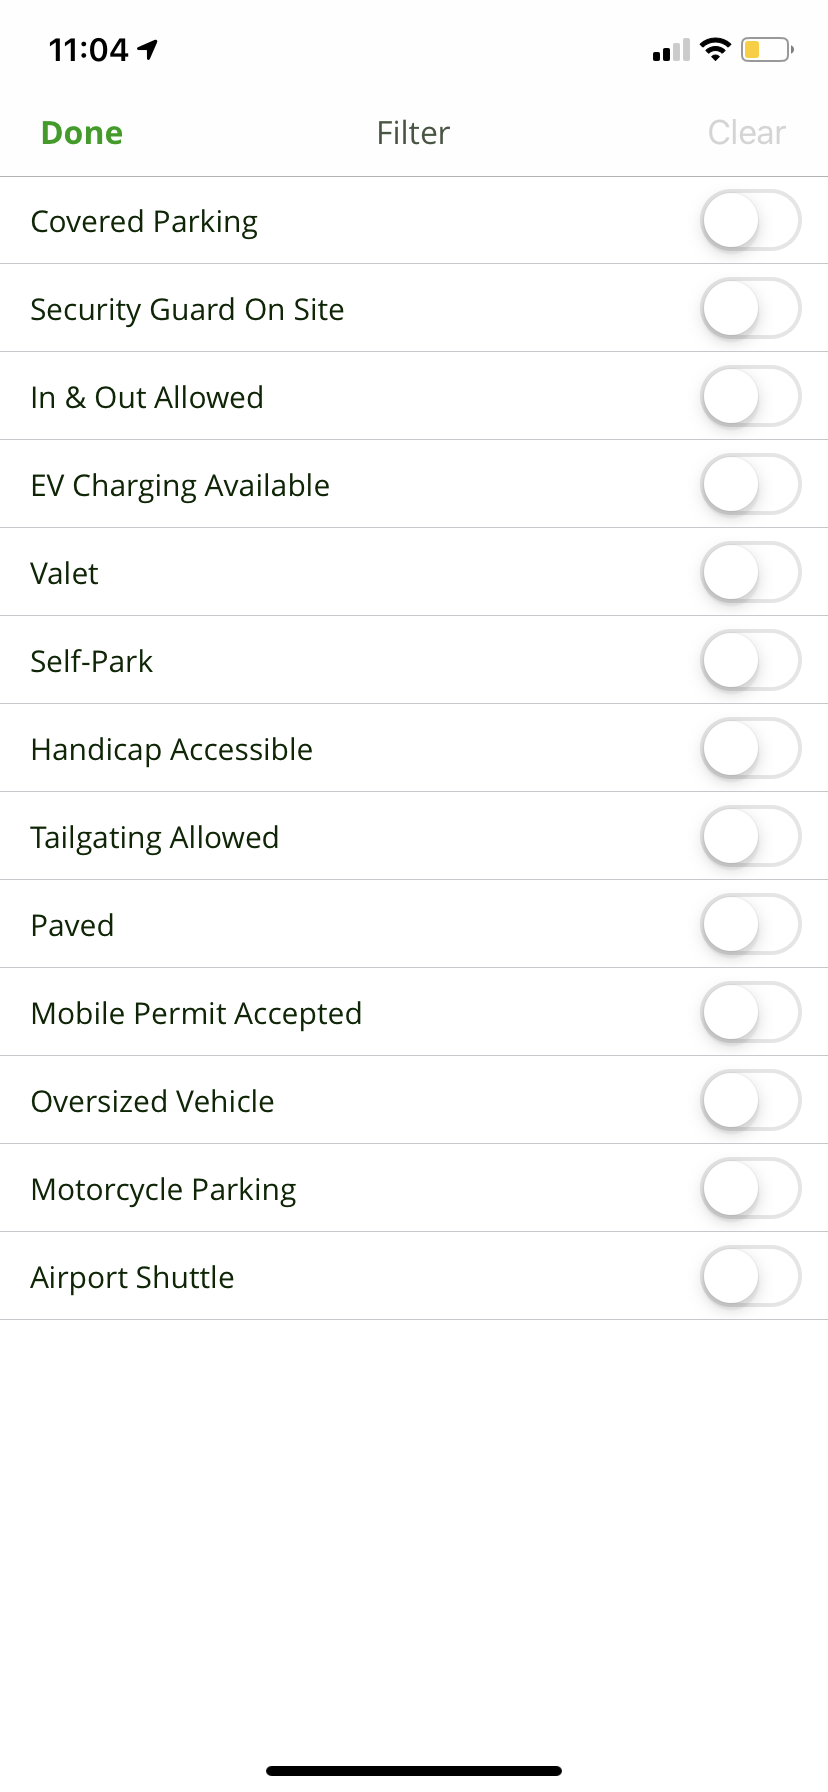 11:04
Done Filter Clear
Covered Parking
Security Guard On Site
In & Out Allowed
EV Charging Available
Valet
Self-Park
Handicap Accessible
Tailgating Allowed
Paved
Mobile Permit Accepted
Oversized Vehicle
Motorcycle Parking
Airport Shuttle